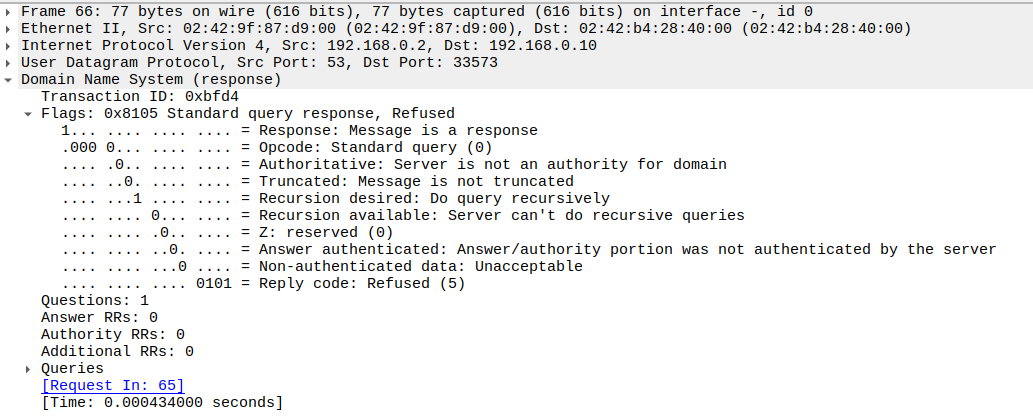 Frame 66: 77 bytes on wire (616 bits), 77 bytes captured (616 bits) on interface -, id 0
Ethernet II, Src: 02:42:9f:87:d9:00 (02:42:9f:87:d9:00), Dst: 02:42:b4:28:40:00 (02:42:b4:28:40:00)
Internet Protocol Version 4, Src: 192.168.0.2, Dst: 192.168.0.10
User Datagram Protocol, Src Port: 53, Dst Port: 33573
Domain Name System (response)
Transaction ID: 0xbfd4
Flags: 0x8105 Standard query response, Refused
1... .... .... .... = Response: Message is a response
.000 0... .... .... = Opcode: Standard query (0)
.... .0.. .... .... = Authoritative: Server is not an authority for domain
.... ..0. .... .... = Truncated: Message is not truncated
.... ...1 .... .... = Recursion desired: Do query recursively
.... .... 0... .... = Recursion available: Server can't do recursive queries
.... .... .0.. .... = Z: reserved (0)
.... .... ..0. .... = Answer authenticated: Answer/authority portion was not authenticated by the server
.... .... ...0 .... = Non-authenticated data: Unacceptable
.... .... .... 0101 = Reply code: Refused (5)
Questions: 1
Answer RRs: 0
Authority RRs: 0
Additional RRs: 0
Queries
[Request In: 65]
[Time: 0.000434000 seconds]